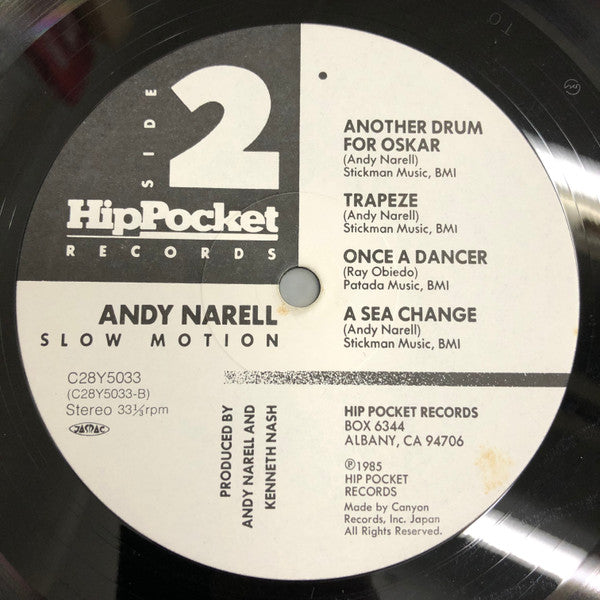 SIDE
2
HipPocket
RECORDS
ANDY NARELL
SLOW MOTION
C28Y5033
(C28Y5033-B)
Stereo 33⅓rpm
JASRAC
PRODUCED BY
ANDY NARELL AND
KENNETH NASH
ANOTHER DRUM
FOR OSKAR
(Andy Narell)
Stickman Music, BMI
TRAPEZE
(Andy Narell)
Stickman Music, BMI
ONCE A DANCER
(Ray Obiedo)
Patada Music, BMI
A SEA CHANGE
(Andy Narell)
Stickman Music, BMI
HIP POCKET RECORDS
BOX 6344
ALBANY, CA 94706
℗1985
HIP POCKET
RECORDS
Made by Canyon
Records, Inc. Japan
All Rights Reserved.